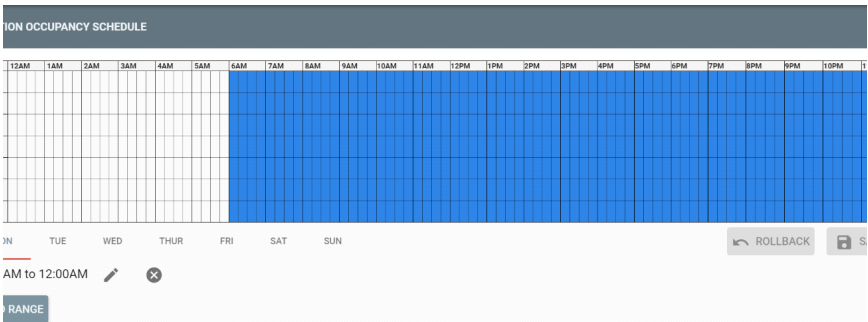 TION OCCUPANCY SCHEDULE
12AM 1AM 2AM 3AM 4AM 5AM 6AM 7AM 8AM 9AM 10AM 11AM 12PM 1PM 2PM 3PM 4PM 5PM 6PM 7PM 8PM 9PM 10PM 1
ON TUE WED THUR FRI SAT SUN
ROLLBACK SA
AM to 12:00AM
D RANGE